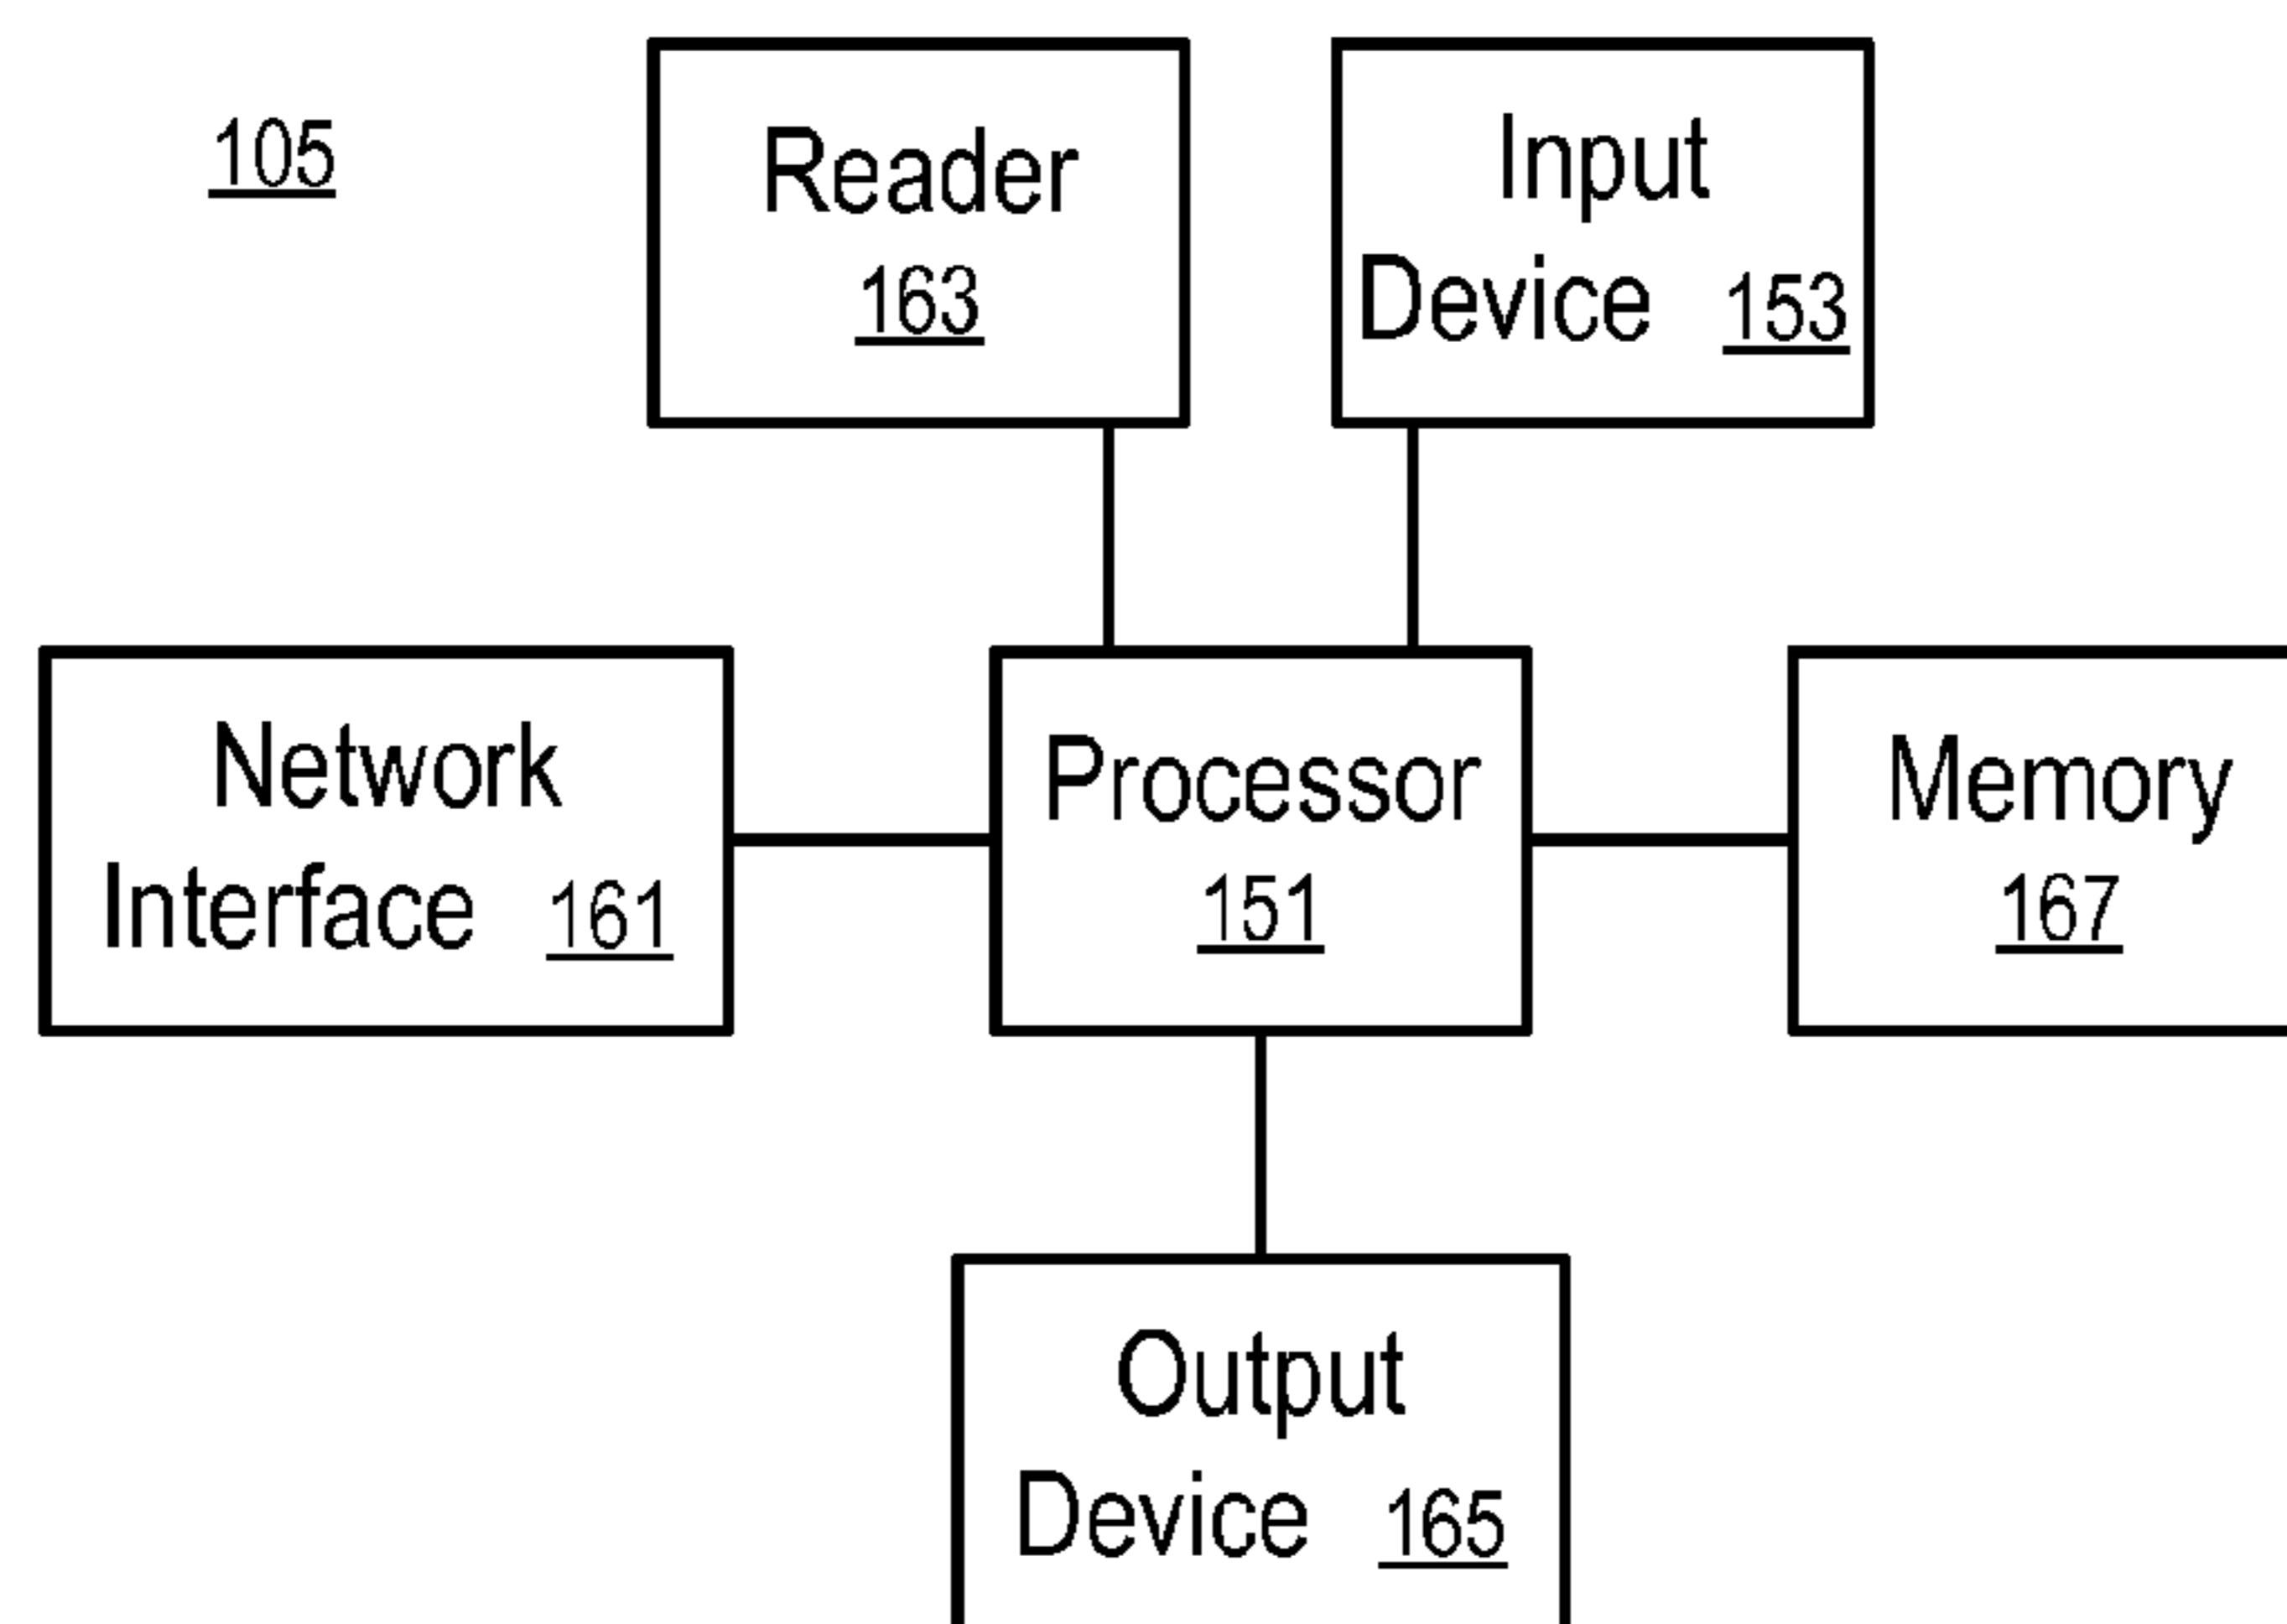 105
Reader
163
Input
Device 153
Network
Interface 161
Processor
151
Memory
167
Output
Device 165